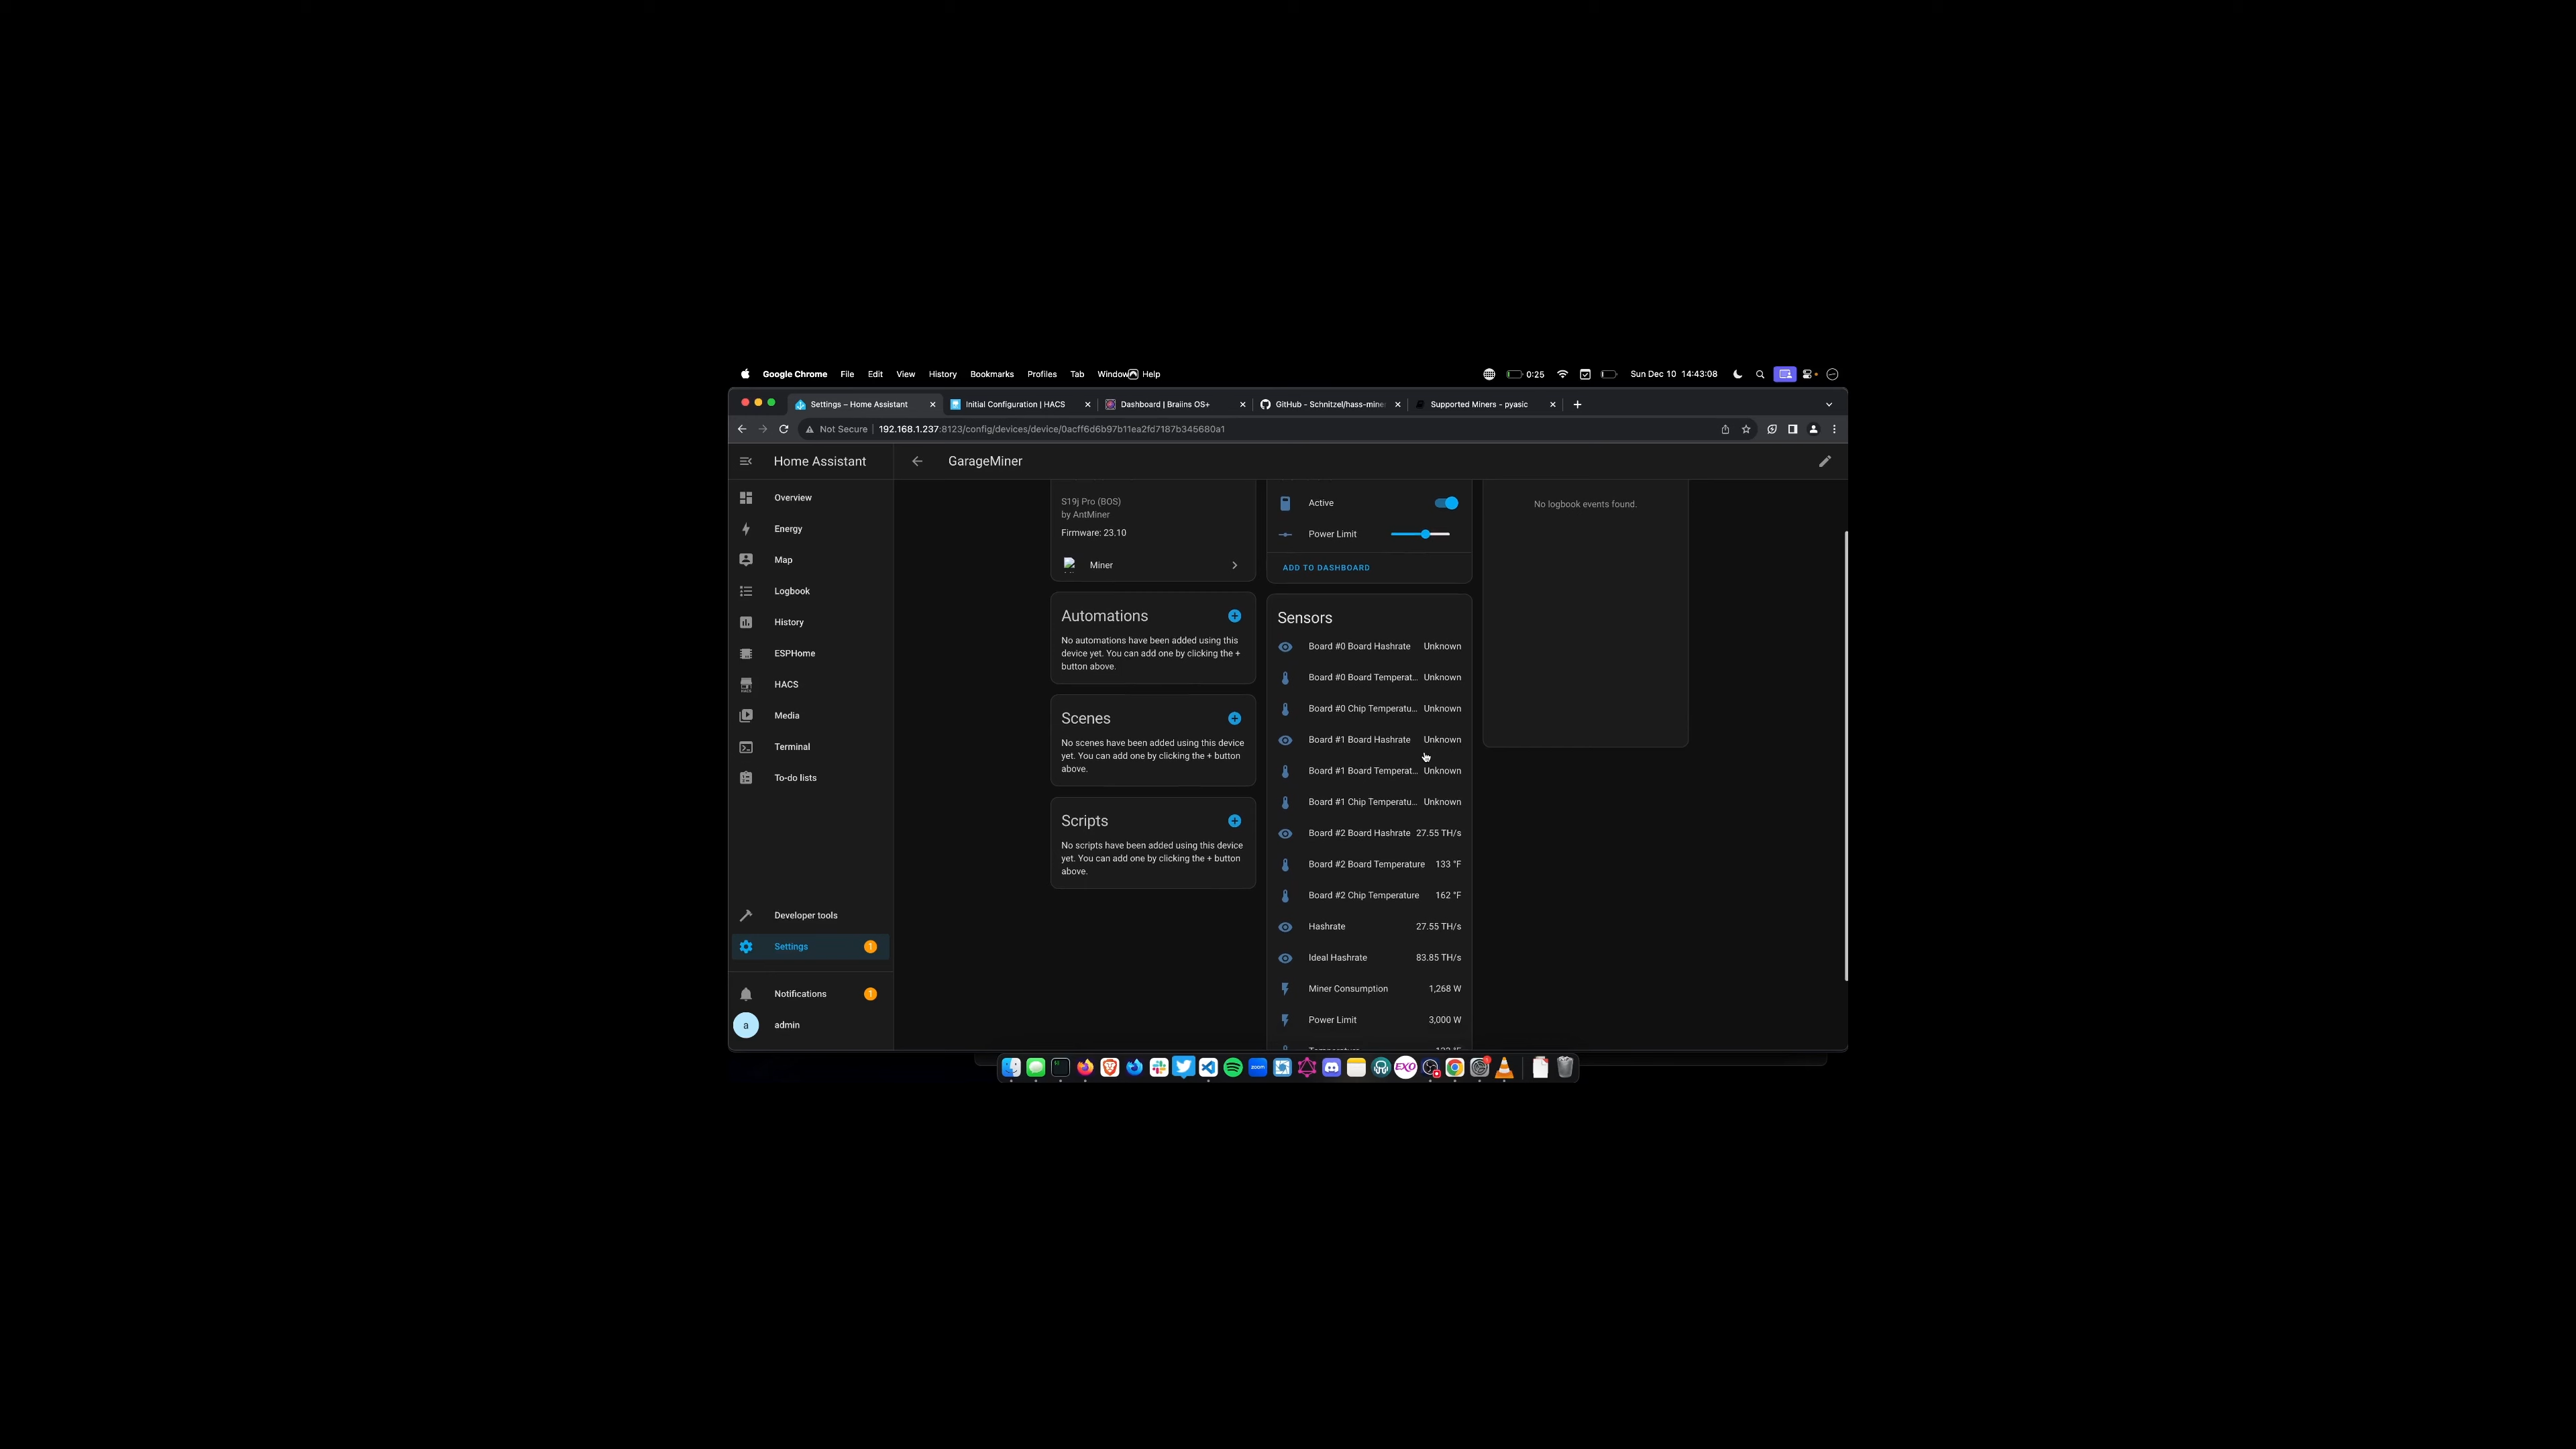 Google Chrome File Edit View History Bookmarks Profiles Tab Window Help
0:25 Sun Dec 10 14:43:08
Settings – Home Assistant
Initial Configuration | HACS
Dashboard | Braiins OS+
GitHub - Schnitzel/hass-mine
Supported Miners - pyasic
Not Secure 192.168.1.237:8123/config/devices/device/0acff6d6b97b11ea2fd7187b345680a1
Home Assistant
GarageMiner
Overview
Energy
Map
Logbook
History
ESPHome
HACS
Media
Terminal
To-do lists
Developer tools
Settings 1
Notifications 1
a admin
S19j Pro (BOS)
by AntMiner
Firmware: 23.10
Miner
Automations
No automations have been added using this
device yet. You can add one by clicking the +
button above.
Scenes
No scenes have been added using this device
yet. You can add one by clicking the + button
above.
Scripts
No scripts have been added using this device
yet. You can add one by clicking the + button
above.
Active
Power Limit
ADD TO DASHBOARD
Sensors
Board #0 Board Hashrate Unknown
Board #0 Board Temperat... Unknown
Board #0 Chip Temperatu... Unknown
Board #1 Board Hashrate Unknown
Board #1 Board Temperat... Unknown
Board #1 Chip Temperatu... Unknown
Board #2 Board Hashrate 27.55 TH/s
Board #2 Board Temperature 133 °F
Board #2 Chip Temperature 162 °F
Hashrate 27.55 TH/s
Ideal Hashrate 83.85 TH/s
Miner Consumption 1,268 W
Power Limit 3,000 W
No logbook events found.
zoom
EXO